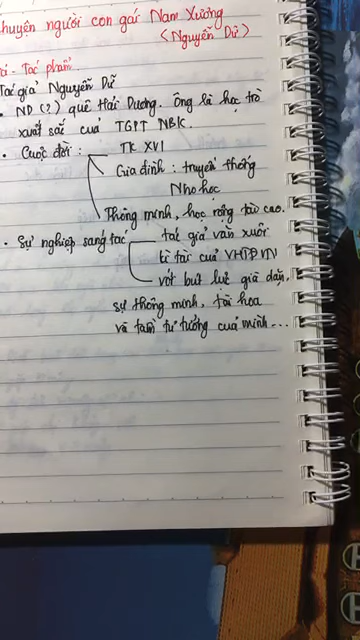 huyện người con gái Nam Xương
(Nguyễn Dữ)
ả - Tác phẩm
Tác giả Nguyễn Dữ
• ND (?) quê Hải Dương. Ông là học trò
xuất sắc của TGPT NBK.
• Cuộc đời : TK XVI
Gia đình : truyền thống
Nho học
Thông minh, học rộng tài cao.
• Sự nghiệp sáng tác tác giả văn xuôi
của VHTĐVN
với bút lực già dặn,
sự thông minh, tài hoa
và tâm tư tưởng của mình...